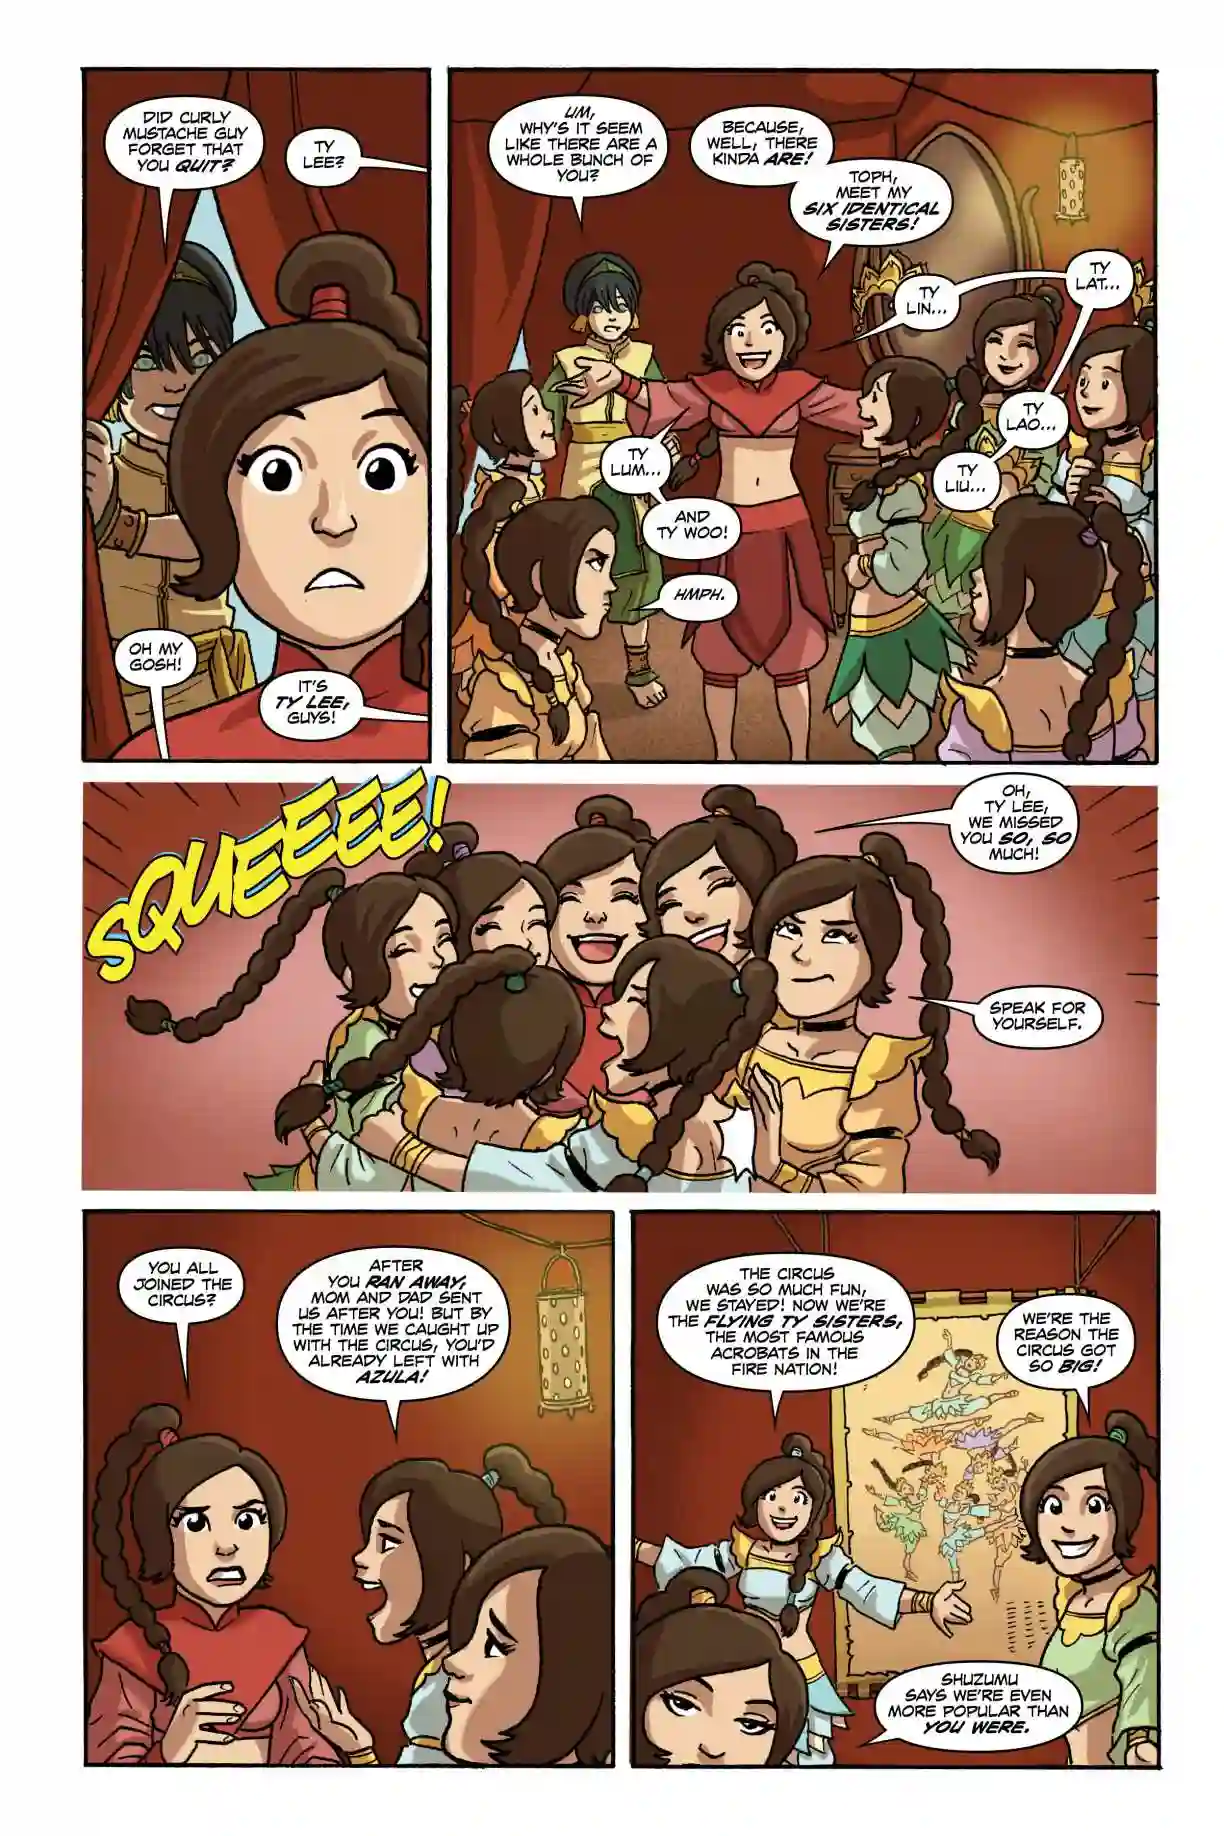 DID CURLY
MUSTACHE GUY
FORGET THAT
YOU QUIT?
TY
LEE?
OH MY
GOSH!
IT'S
TY LEE,
GUYS!
UM,
WHY'S IT SEEM
LIKE THERE ARE A
WHOLE BUNCH OF
YOU?
BECAUSE,
WELL, THERE
KINDA ARE!
TOPH,
MEET MY
SIX IDENTICAL
SISTERS!
TY
LIN...
TY
LAT...
TY
LAO...
TY
LIU...
TY
LUM...
AND
TY WOO!
HMPH.
SQUEEEEE!
OH,
TY LEE,
WE MISSED
YOU SO, SO
MUCH!
SPEAK FOR
YOURSELF.
YOU ALL
JOINED THE
CIRCUS?
AFTER
YOU RAN AWAY,
MOM AND DAD SENT
US AFTER YOU! BUT BY
THE TIME WE CAUGHT UP
WITH THE CIRCUS, YOU'D
ALREADY LEFT WITH
AZULA!
THE CIRCUS
WAS SO MUCH FUN,
WE STAYED! NOW WE'RE
THE FLYING TY SISTERS,
THE MOST FAMOUS
ACROBATS IN THE
FIRE NATION!
WE'RE THE
REASON THE
CIRCUS GOT
SO BIG!
SHUZUMU
SAYS WE'RE EVEN
MORE POPULAR THAN
YOU WERE.